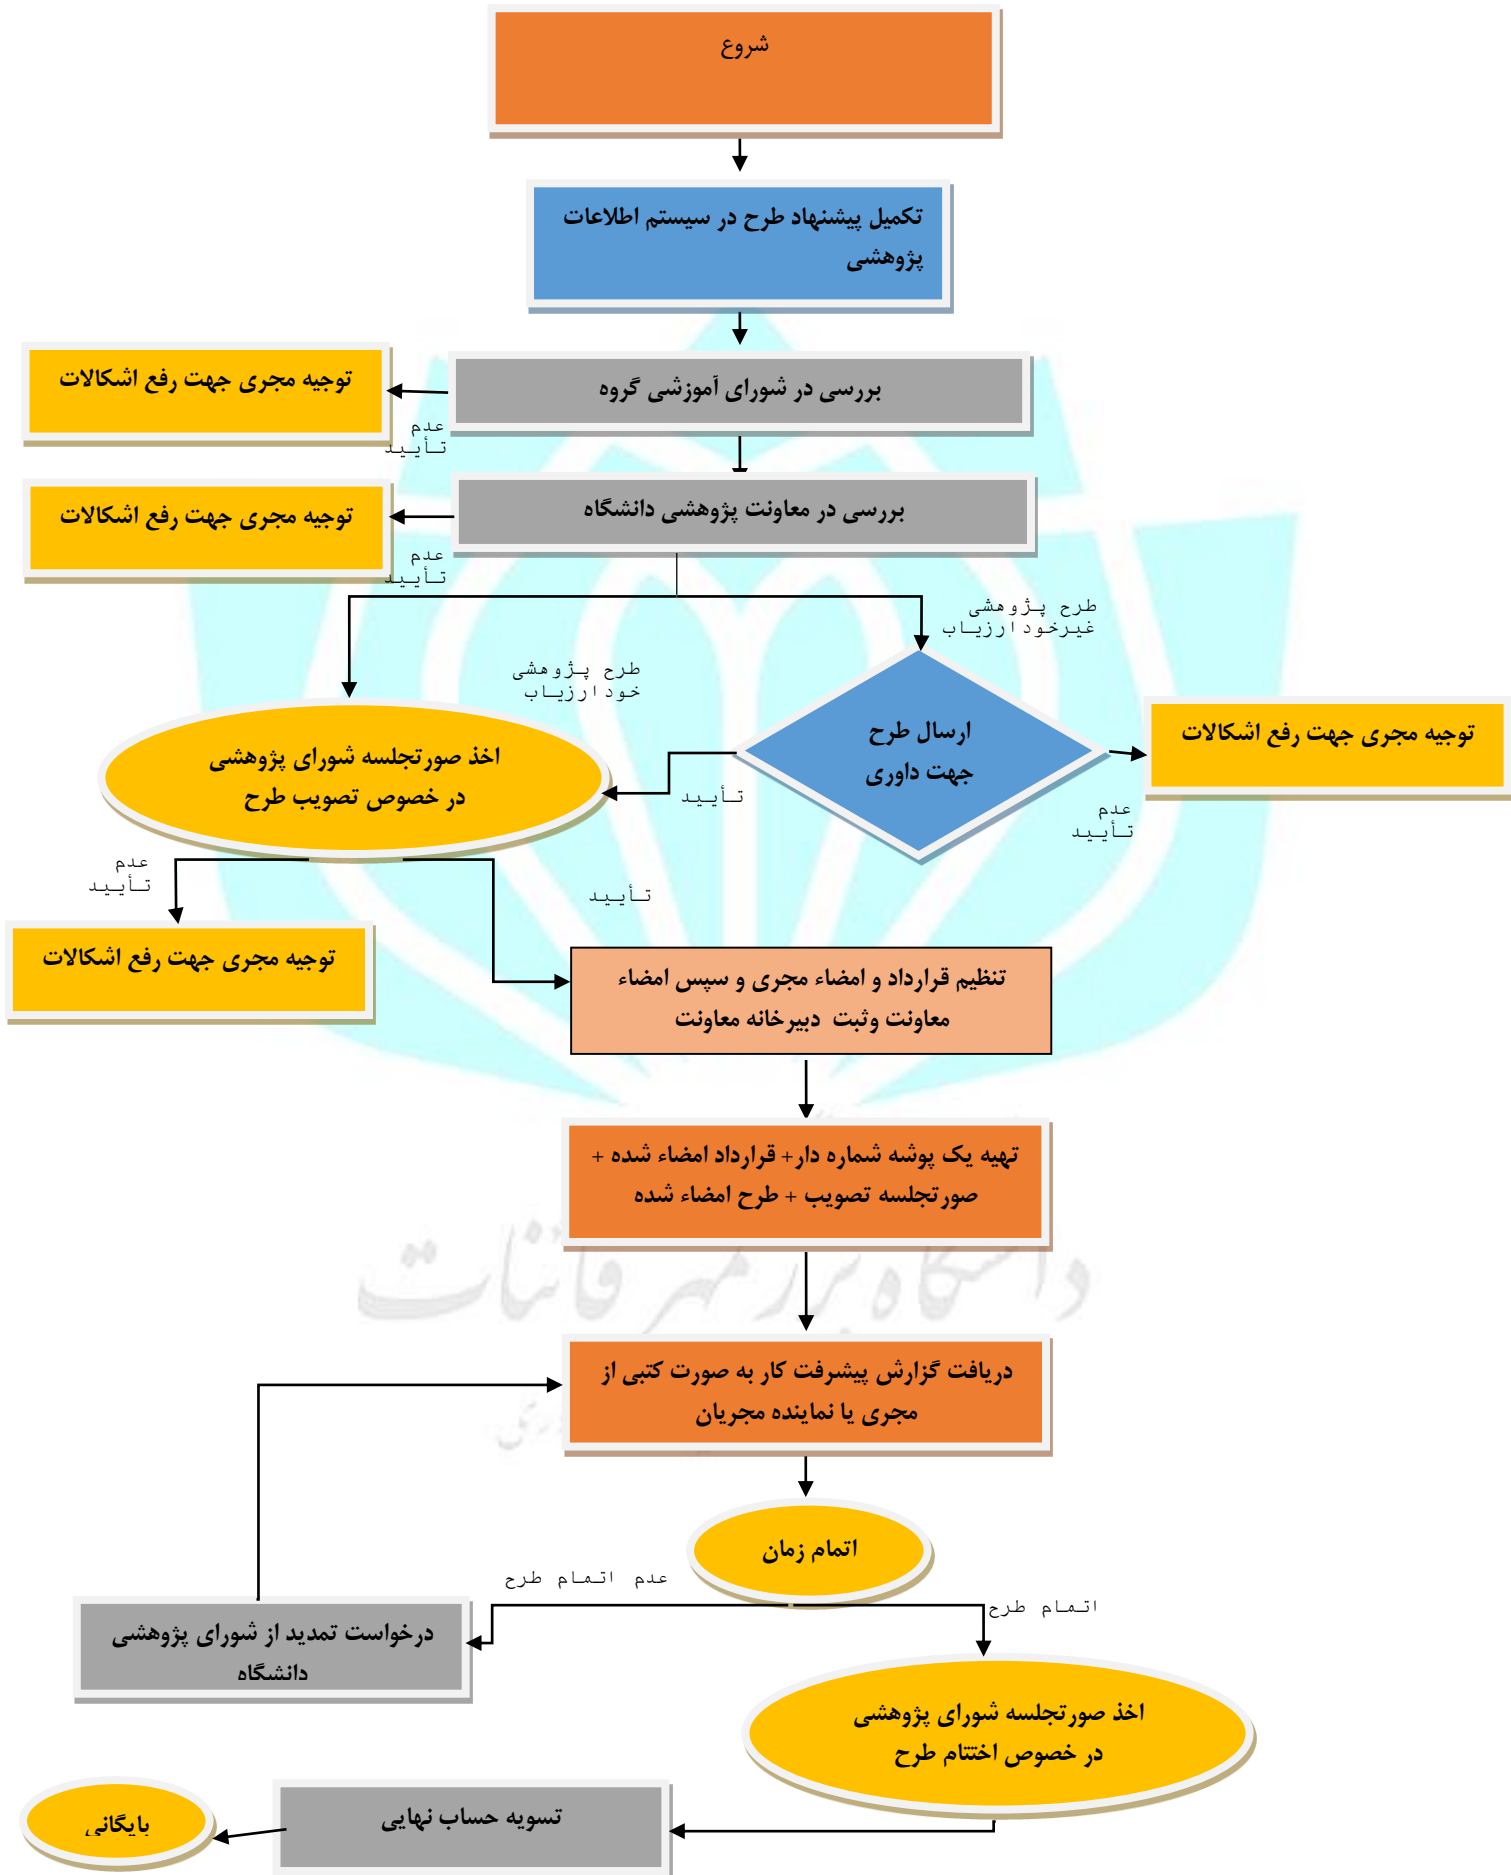 شروع
تکمیل پیشنهاد طرح در سیستم اطلاعات
پژوهشی
بررسی در شورای آموزشی گروه
توجیه مجری جهت رفع اشکالات
عدم
تأیید
بررسی در معاونت پژوهشی دانشگاه
توجیه مجری جهت رفع اشکالات
عدم
تأیید
طرح پژوهشی
غیرخودارزیاب
طرح پژوهشی
خودارزیاب
ارسال طرح
جهت داوری
توجیه مجری جهت رفع اشکالات
عدم
تأیید
تأیید
اخذ صورتجلسه شورای پژوهشی
در خصوص تصویب طرح
عدم
تأیید
تأیید
توجیه مجری جهت رفع اشکالات
تنظیم قرارداد و امضاء مجری و سپس امضاء
معاونت وثبت دبیرخانه معاونت
تهیه یک پوشه شماره دار+ قرارداد امضاء شده +
صورتجلسه تصویب + طرح امضاء شده
دانشگاه بزرگمهر قائنات
دریافت گزارش پیشرفت کار به صورت کتبی از
مجری یا نماینده مجریان
اتمام زمان
عدم اتمام طرح
اتمام طرح
درخواست تمدید از شورای پژوهشی
دانشگاه
اخذ صورتجلسه شورای پژوهشی
در خصوص اختتام طرح
تسویه حساب نهایی
بایگانی